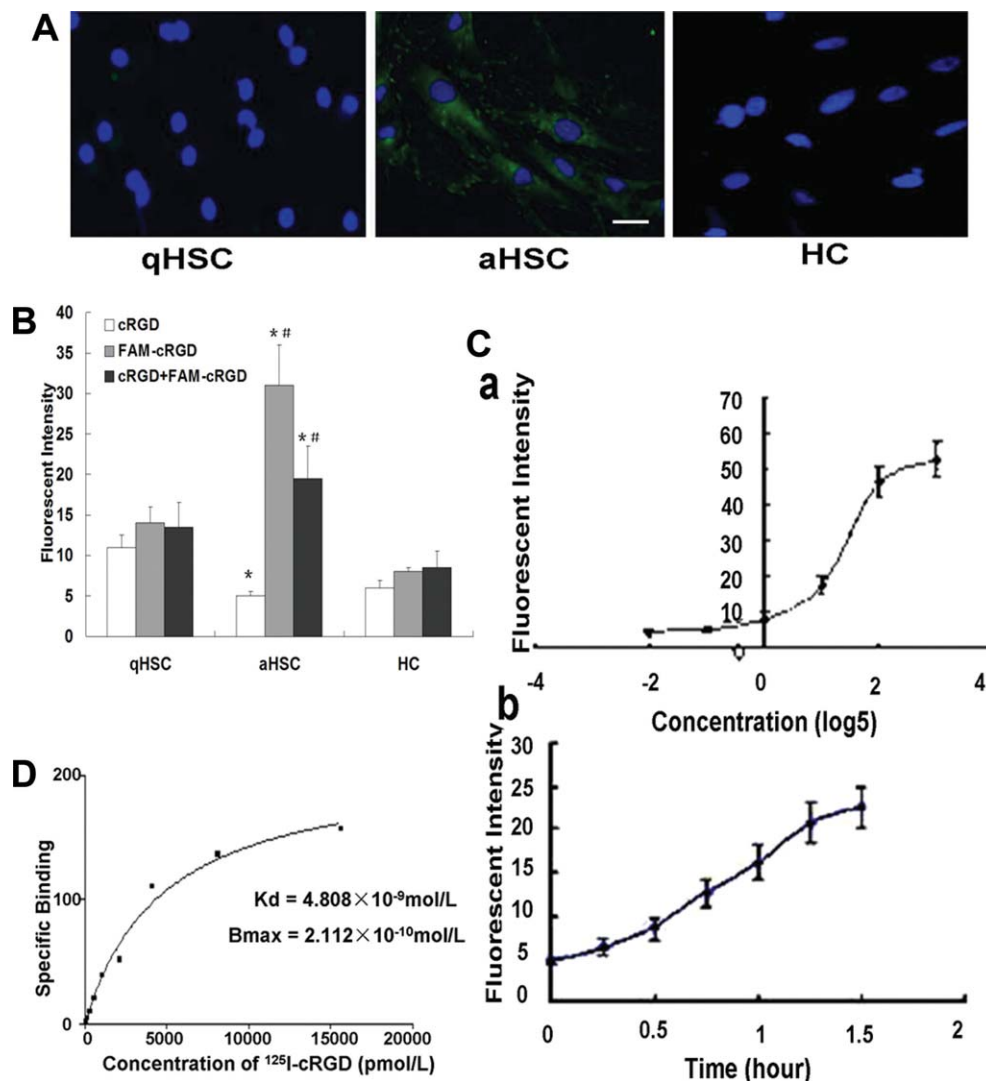 A
qHSC
aHSC
HC
B
Fluorescent Intensity
40
35
30
25
20
15
10
5
0
cRGD
FAM-cRGD
cRGD+FAM-cRGD
* #
* #
*
qHSC
aHSC
HC
C
a
Fluorescent Intensity
70
60
50
40
30
20
10
0
-4
-2
0
2
4
Concentration (log5)
b
Fluorescent Intensity
30
25
20
15
10
5
0
0
0.5
1
1.5
2
Time (hour)
D
Specific Binding
200
100
0
Kd = 4.808×10-9mol/L
Bmax = 2.112×10-10mol/L
0
5000
10000
15000
20000
Concentration of 125I-cRGD (pmol/L)